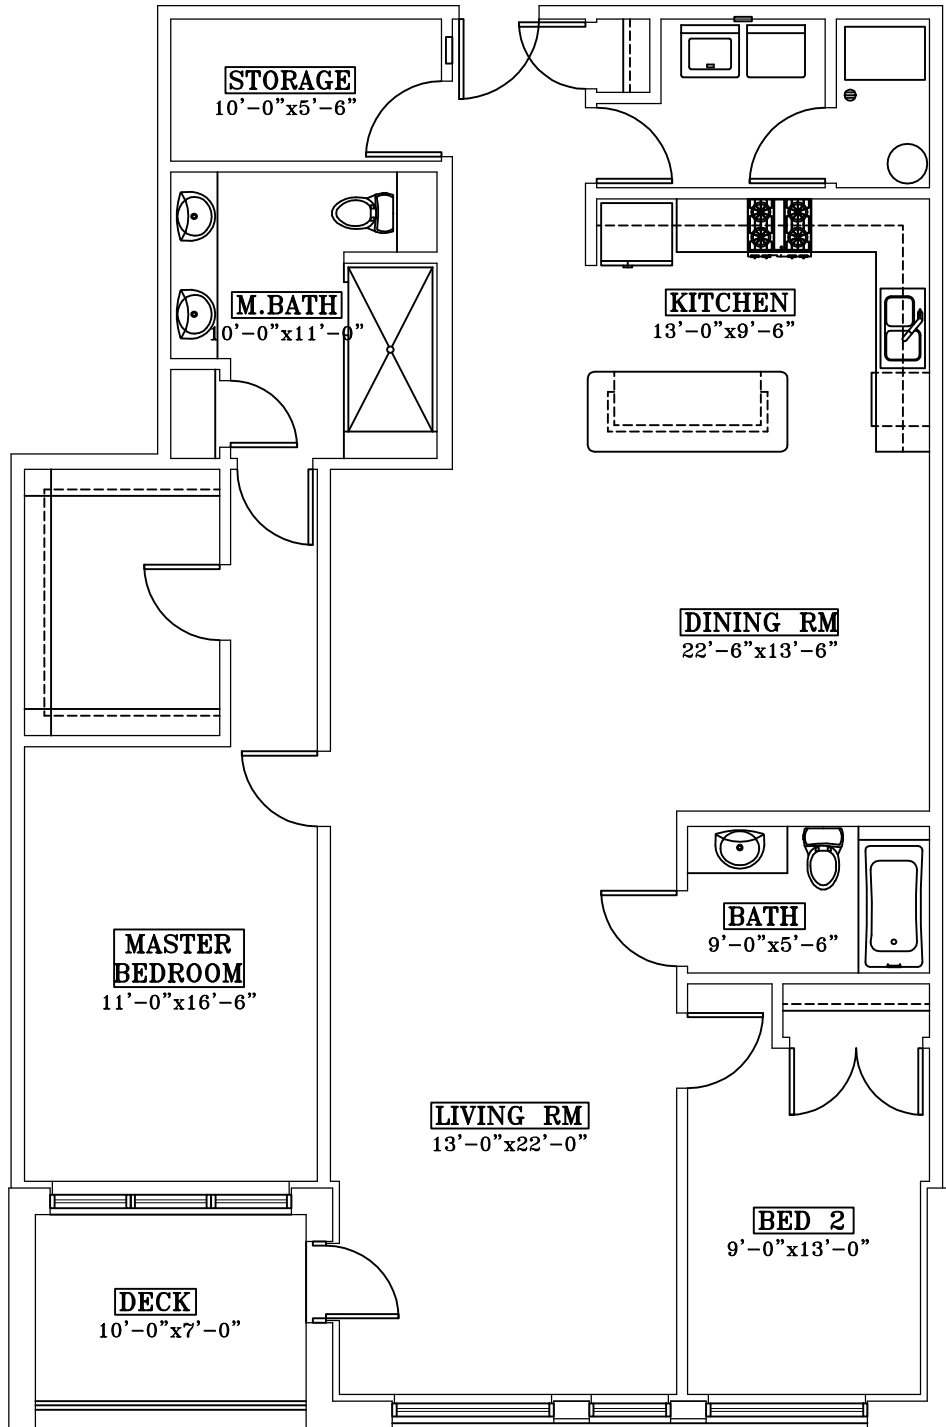 STORAGE
10'-0"x5'-6"
M.BATH
10'-0"x11'-0"
KITCHEN
13'-0"x9'-6"
DINING RM
22'-6"x13'-6"
BATH
9'-0"x5'-6"
MASTER
BEDROOM
11'-0"x16'-6"
LIVING RM
13'-0"x22'-0"
BED 2
9'-0"x13'-0"
DECK
10'-0"x7'-0"